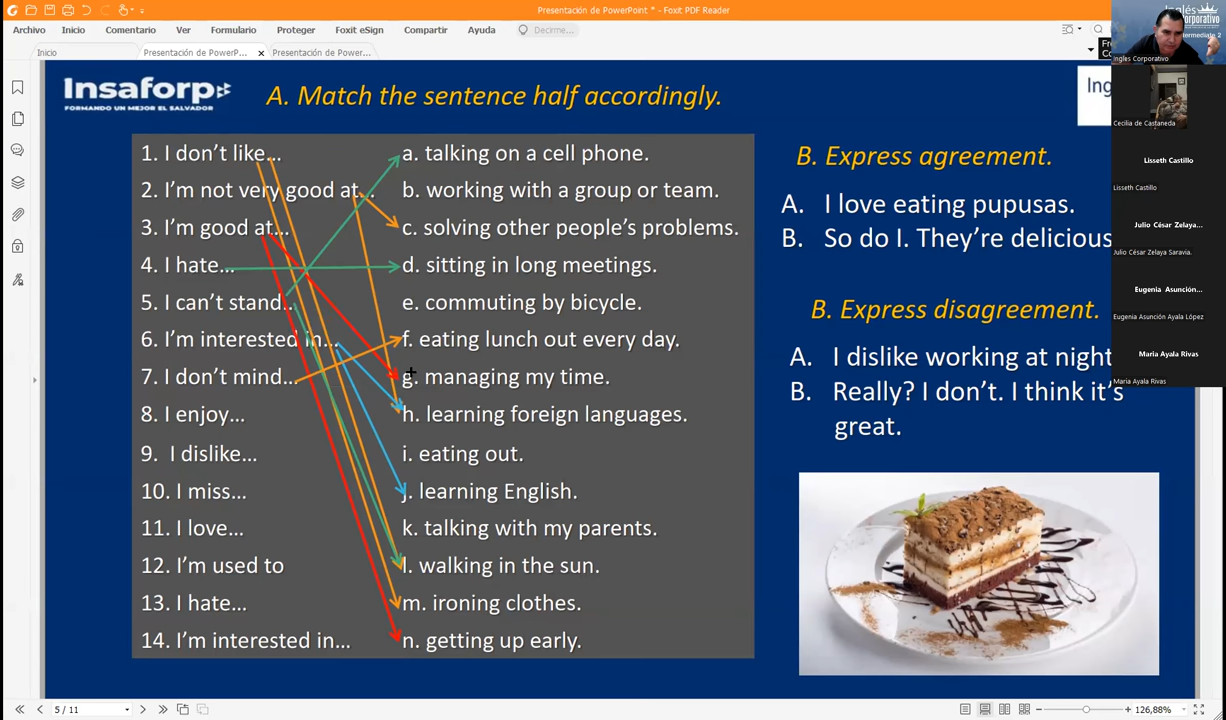 Presentación de PowerPoint * - Foxit PDF Reader
Archivo Inicio Comentario Ver Formulario Proteger Foxit eSign Compartir Ayuda Decirme...
Inicio Presentación de PowerP... Presentación de Power...
Insaforp
FORMANDO UN MEJOR EL SALVADOR
A. Match the sentence half accordingly.
1. I don’t like...
2. I’m not very good at...
3. I’m good at...
4. I hate...
5. I can’t stand...
6. I’m interested in...
7. I don’t mind...
8. I enjoy...
9. I dislike...
10. I miss...
11. I love...
12. I’m used to
13. I hate...
14. I’m interested in...
a. talking on a cell phone.
b. working with a group or team.
c. solving other people’s problems.
d. sitting in long meetings.
e. commuting by bicycle.
f. eating lunch out every day.
g. managing my time.
h. learning foreign languages.
i. eating out.
j. learning English.
k. talking with my parents.
l. walking in the sun.
m. ironing clothes.
n. getting up early.
B. Express agreement.
A. I love eating pupusas.
B. So do I. They’re delicious
B. Express disagreement.
A. I dislike working at night
B. Really? I don’t. I think it’s
great.
Inglés
Corporativo
Intermediate 2
Ingles Corporativo
Cecilia de Castaneda
Lisseth Castillo
Lisseth Castillo
Julio César Zelaya...
Julio César Zelaya Saravia.
Eugenia Asunción...
Eugenia Asunción Ayala López
Maria Ayala Rivas
Maria Ayala Rivas
5 / 11
126,88%